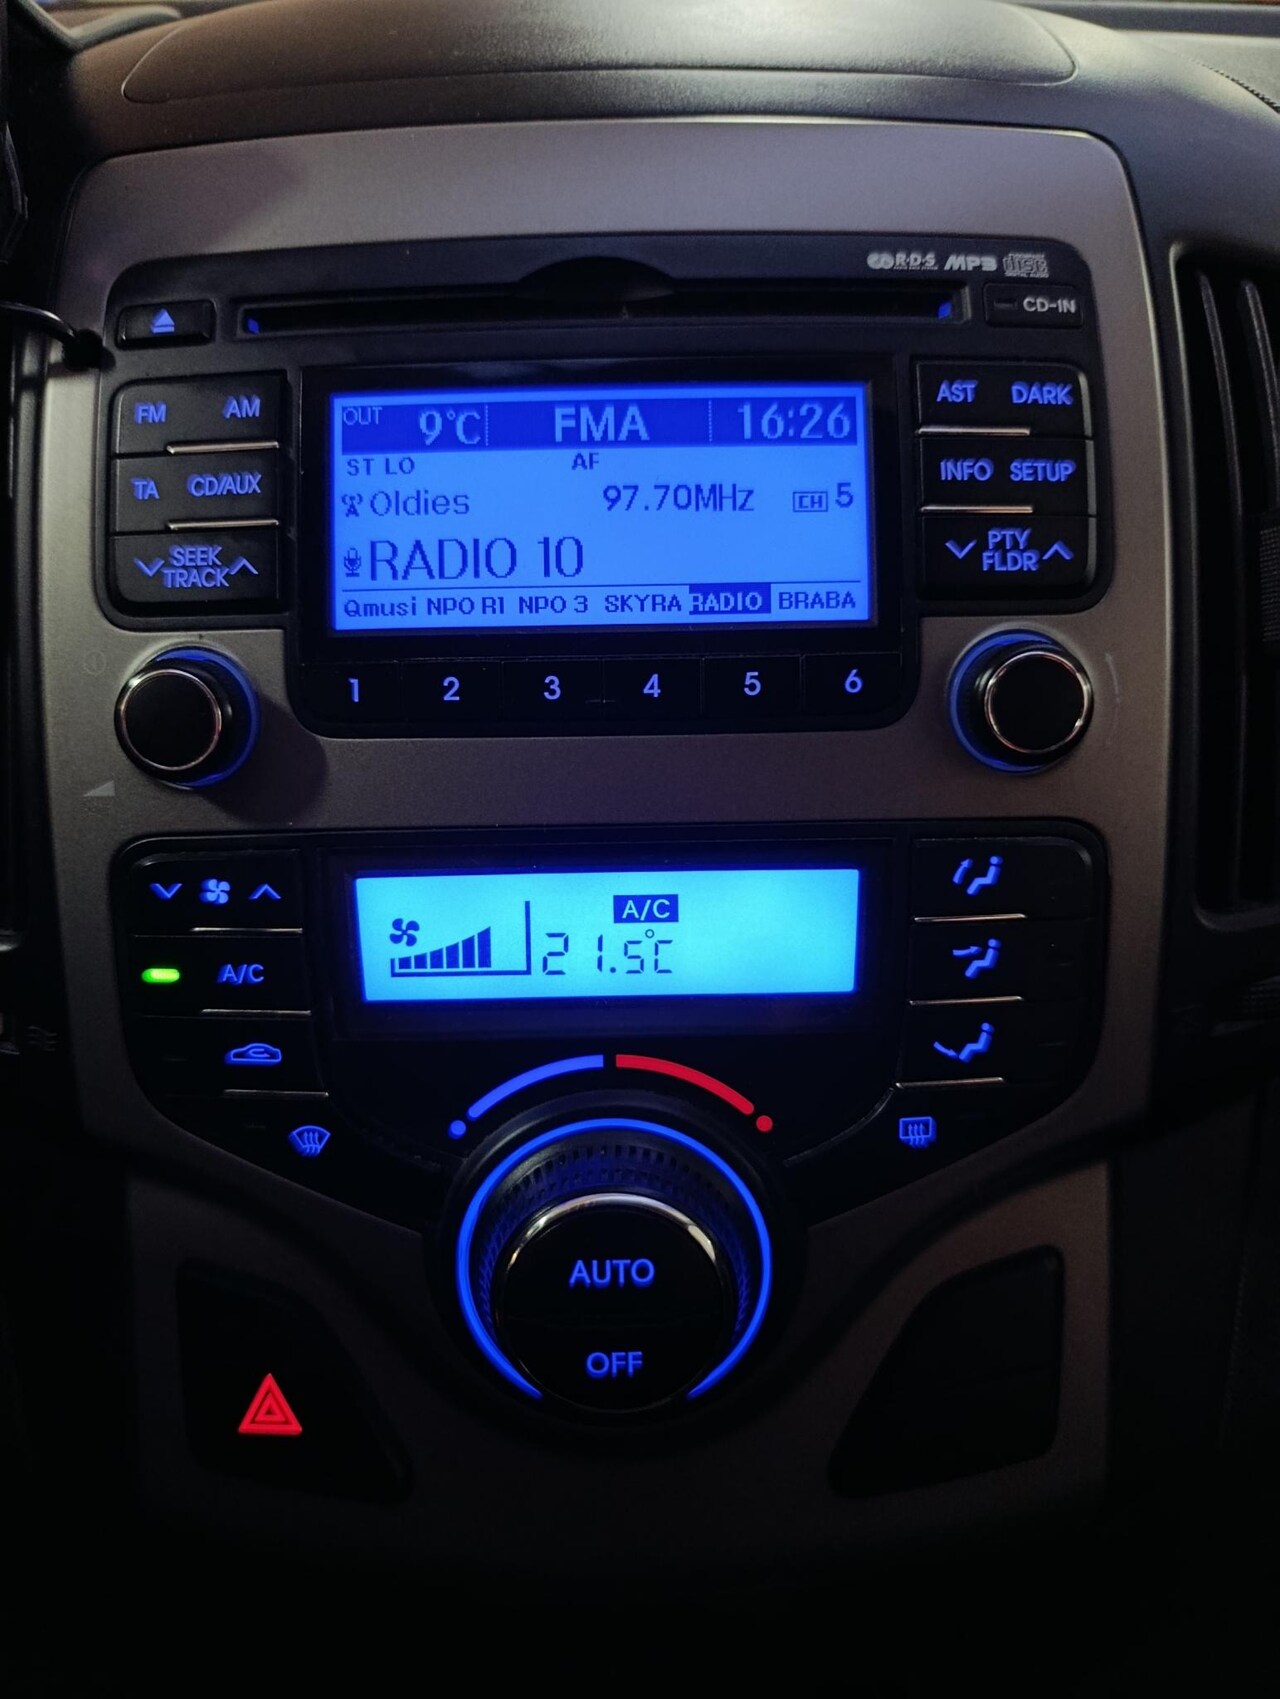 R·D·S MP3
CD-IN
FM AM
AST DARK
OUT 9°C FMA 16:26
ST LO AF
TA CD/AUX
INFO SETUP
Oldies 97.70MHz CH 5
SEEK
TRACK
PTY
FLDR
RADIO 10
Qmusi NPO R1 NPO 3 SKYRA RADIO BRABA
1 2 3 4 5 6
A/C
A/C
21.5°C
AUTO
OFF